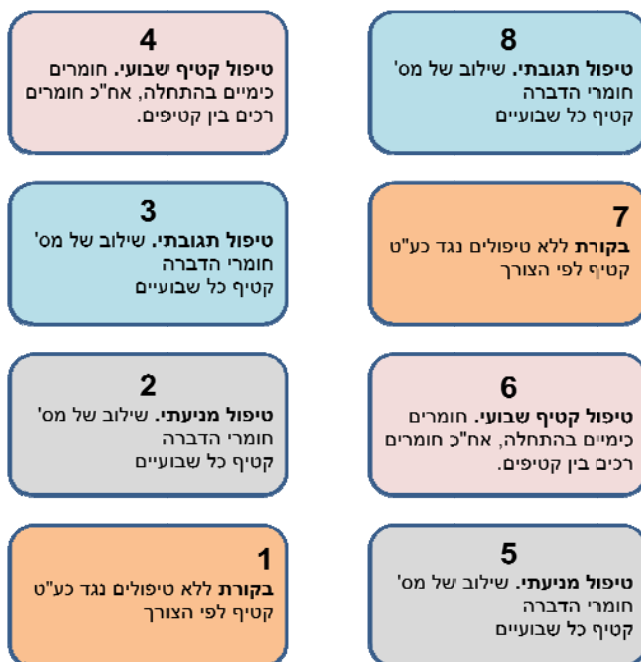 4
טיפול קטיף שבועי. חומרים
כימיים בהתחלה, אח"כ חומרים
רכים בין קטיפים.
8
טיפול תגובתי. שילוב של מס'
חומרי הדברה
קטיף כל שבועיים
3
טיפול תגובתי. שילוב של מס'
חומרי הדברה
קטיף כל שבועיים
7
בקורת ללא טיפולים נגד כע"ט
קטיף לפי הצורך
2
טיפול מניעתי. שילוב של מס'
חומרי הדברה
קטיף כל שבועיים
6
טיפול קטיף שבועי. חומרים
כימיים בהתחלה, אח"כ חומרים
רכים בין קטיפים.
1
בקורת ללא טיפולים נגד כע"ט
קטיף לפי הצורך
5
טיפול מניעתי. שילוב של מס'
חומרי הדברה
קטיף כל שבועיים